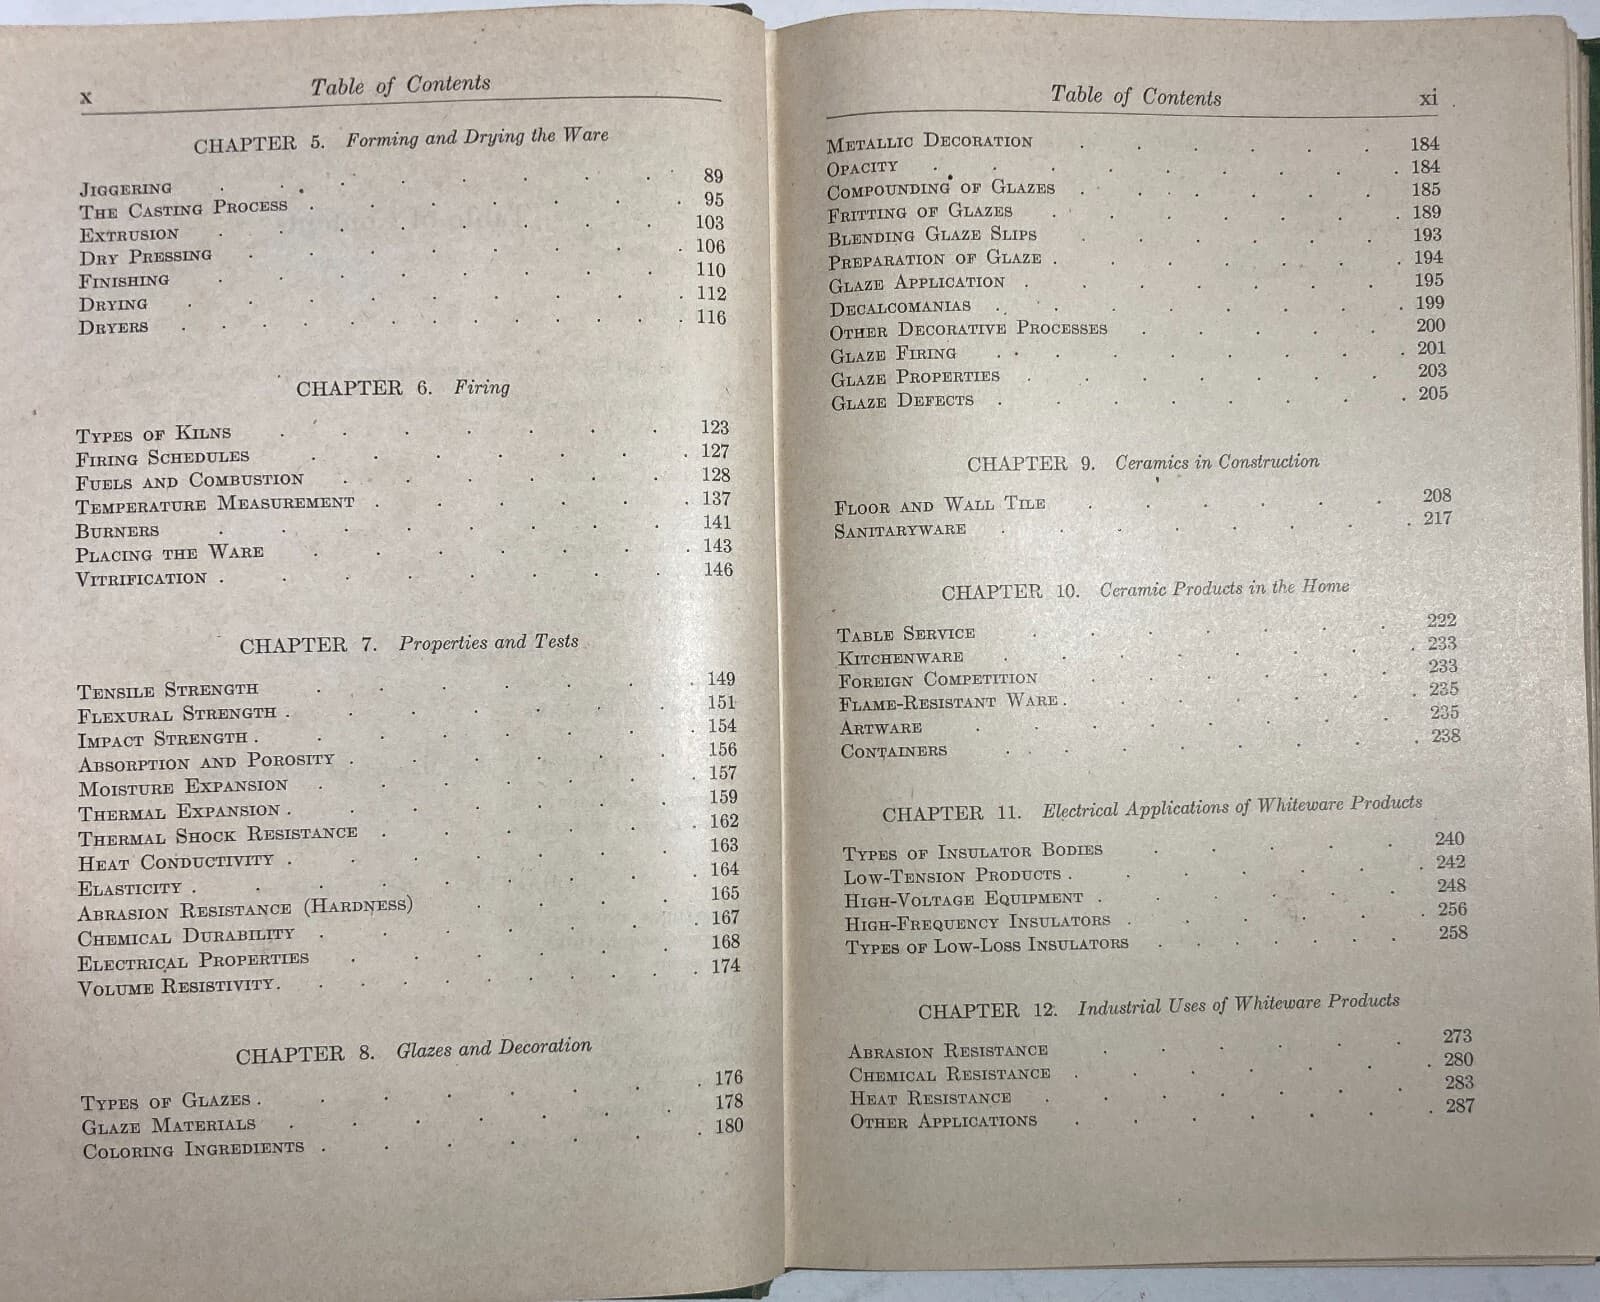 x Table of Contents
CHAPTER 5. Forming and Drying the Ware
JIGGERING . . . . . . . . 89
THE CASTING PROCESS . . . . . . . 95
EXTRUSION . . . . . . . . 103
DRY PRESSING . . . . . . . . 106
FINISHING . . . . . . . . 110
DRYING . . . . . . . . . 112
DRYERS . . . . . . . . . . . . . 116
CHAPTER 6. Firing
TYPES OF KILNS . . . . . . . 123
FIRING SCHEDULES . . . . . . . 127
FUELS AND COMBUSTION . . . . . . 128
TEMPERATURE MEASUREMENT . . . . . . 137
BURNERS . . . . . . . . 141
PLACING THE WARE . . . . . . . 143
VITRIFICATION . . . . . . . . 146
CHAPTER 7. Properties and Tests
TENSILE STRENGTH . . . . . . . 149
FLEXURAL STRENGTH . . . . . . . 151
IMPACT STRENGTH . . . . . . . . 154
ABSORPTION AND POROSITY . . . . . . 156
MOISTURE EXPANSION . . . . . . . 157
THERMAL EXPANSION . . . . . . . 159
THERMAL SHOCK RESISTANCE . . . . . . 162
HEAT CONDUCTIVITY . . . . . . . 163
ELASTICITY . . . . . . . . . 164
ABRASION RESISTANCE (HARDNESS) . . . . 165
CHEMICAL DURABILITY . . . . . . . 167
ELECTRICAL PROPERTIES . . . . . . 168
VOLUME RESISTIVITY . . . . . . . . . . 174
CHAPTER 8. Glazes and Decoration
TYPES OF GLAZES . . . . . . . . 176
GLAZE MATERIALS . . . . . . . 178
COLORING INGREDIENTS . . . . . . . 180
Table of Contents xi
METALLIC DECORATION . . . . . . 184
OPACITY . . . . . . . . . 184
COMPOUNDING OF GLAZES . . . . . . 185
FRITTING OF GLAZES . . . . . . . 189
BLENDING GLAZE SLIPS . . . . . . 193
PREPARATION OF GLAZE . . . . . . . 194
GLAZE APPLICATION . . . . . . . 195
DECALCOMANIAS . . . . . . . . 199
OTHER DECORATIVE PROCESSES . . . . . 200
GLAZE FIRING . . . . . . . . 201
GLAZE PROPERTIES . . . . . . . 203
GLAZE DEFECTS . . . . . . . . 205
CHAPTER 9. Ceramics in Construction
FLOOR AND WALL TILE . . . . . . 208
SANITARYWARE . . . . . . . . 217
CHAPTER 10. Ceramic Products in the Home
TABLE SERVICE . . . . . . . 222
KITCHENWARE . . . . . . . . 233
FOREIGN COMPETITION . . . . . . 233
FLAME-RESISTANT WARE . . . . . . . 235
ARTWARE . . . . . . . . 235
CONTAINERS . . . . . . . . 238
CHAPTER 11. Electrical Applications of Whiteware Products
TYPES OF INSULATOR BODIES . . . . . 240
LOW-TENSION PRODUCTS . . . . . . . 242
HIGH-VOLTAGE EQUIPMENT . . . . . . 248
HIGH-FREQUENCY INSULATORS . . . . . . 256
TYPES OF LOW-LOSS INSULATORS . . . . . . . 258
CHAPTER 12. Industrial Uses of Whiteware Products
ABRASION RESISTANCE . . . . . . 273
CHEMICAL RESISTANCE . . . . . . . 280
HEAT RESISTANCE . . . . . . . 283
OTHER APPLICATIONS . . . . . . . 287